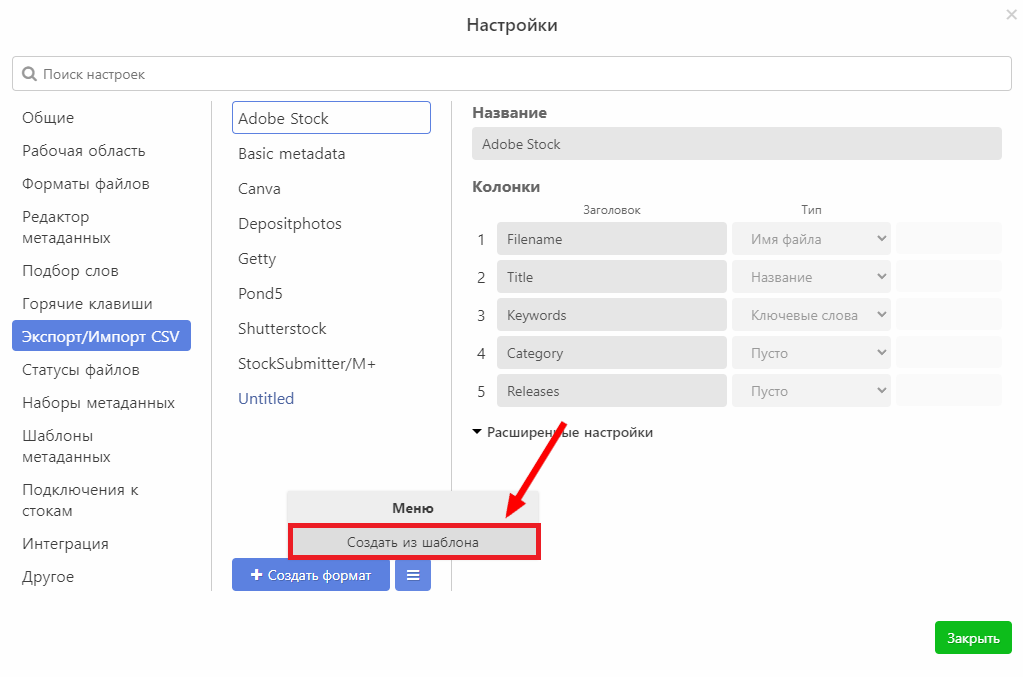 Настройки
Поиск настроек
Общие
Рабочая область
Форматы файлов
Редактор
метаданных
Подбор слов
Горячие клавиши
Экспорт/Импорт CSV
Статусы файлов
Наборы метаданных
Шаблоны
метаданных
Подключения к
стокам
Интеграция
Другое
Adobe Stock
Basic metadata
Canva
Depositphotos
Getty
Pond5
Shutterstock
StockSubmitter/M+
Untitled
Меню
Создать из шаблона
Создать формат
Название
Adobe Stock
Колонки
Заголовок Тип
1 Filename Имя файла
2 Title Название
3 Keywords Ключевые слова
4 Category Пусто
5 Releases Пусто
Расширенные настройки
Закрыть